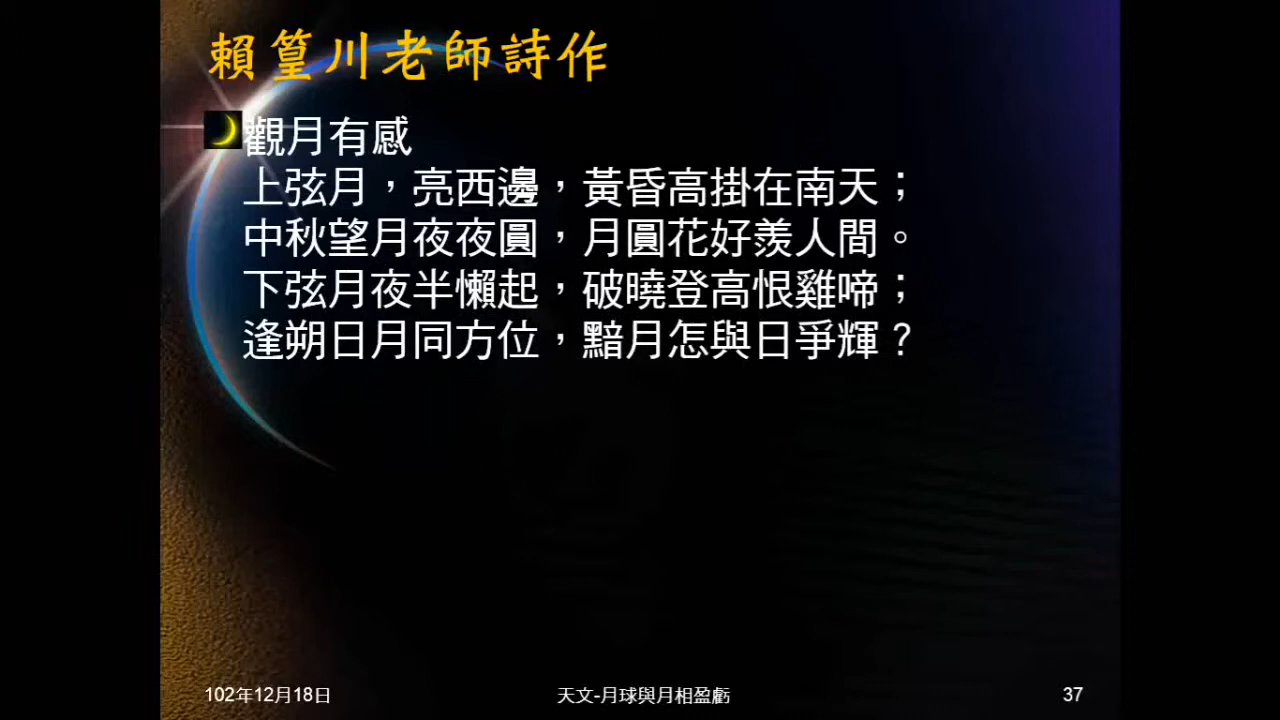 賴篁川老師詩作
觀月有感
上弦月，亮西邊，黃昏高掛在南天；
中秋望月夜夜圓，月圓花好羨人間。
下弦月夜半懶起，破曉登高恨雞啼；
逢朔日月同方位，黯月怎與日爭輝？
102年12月18日
天文-月球與月相盈虧
37